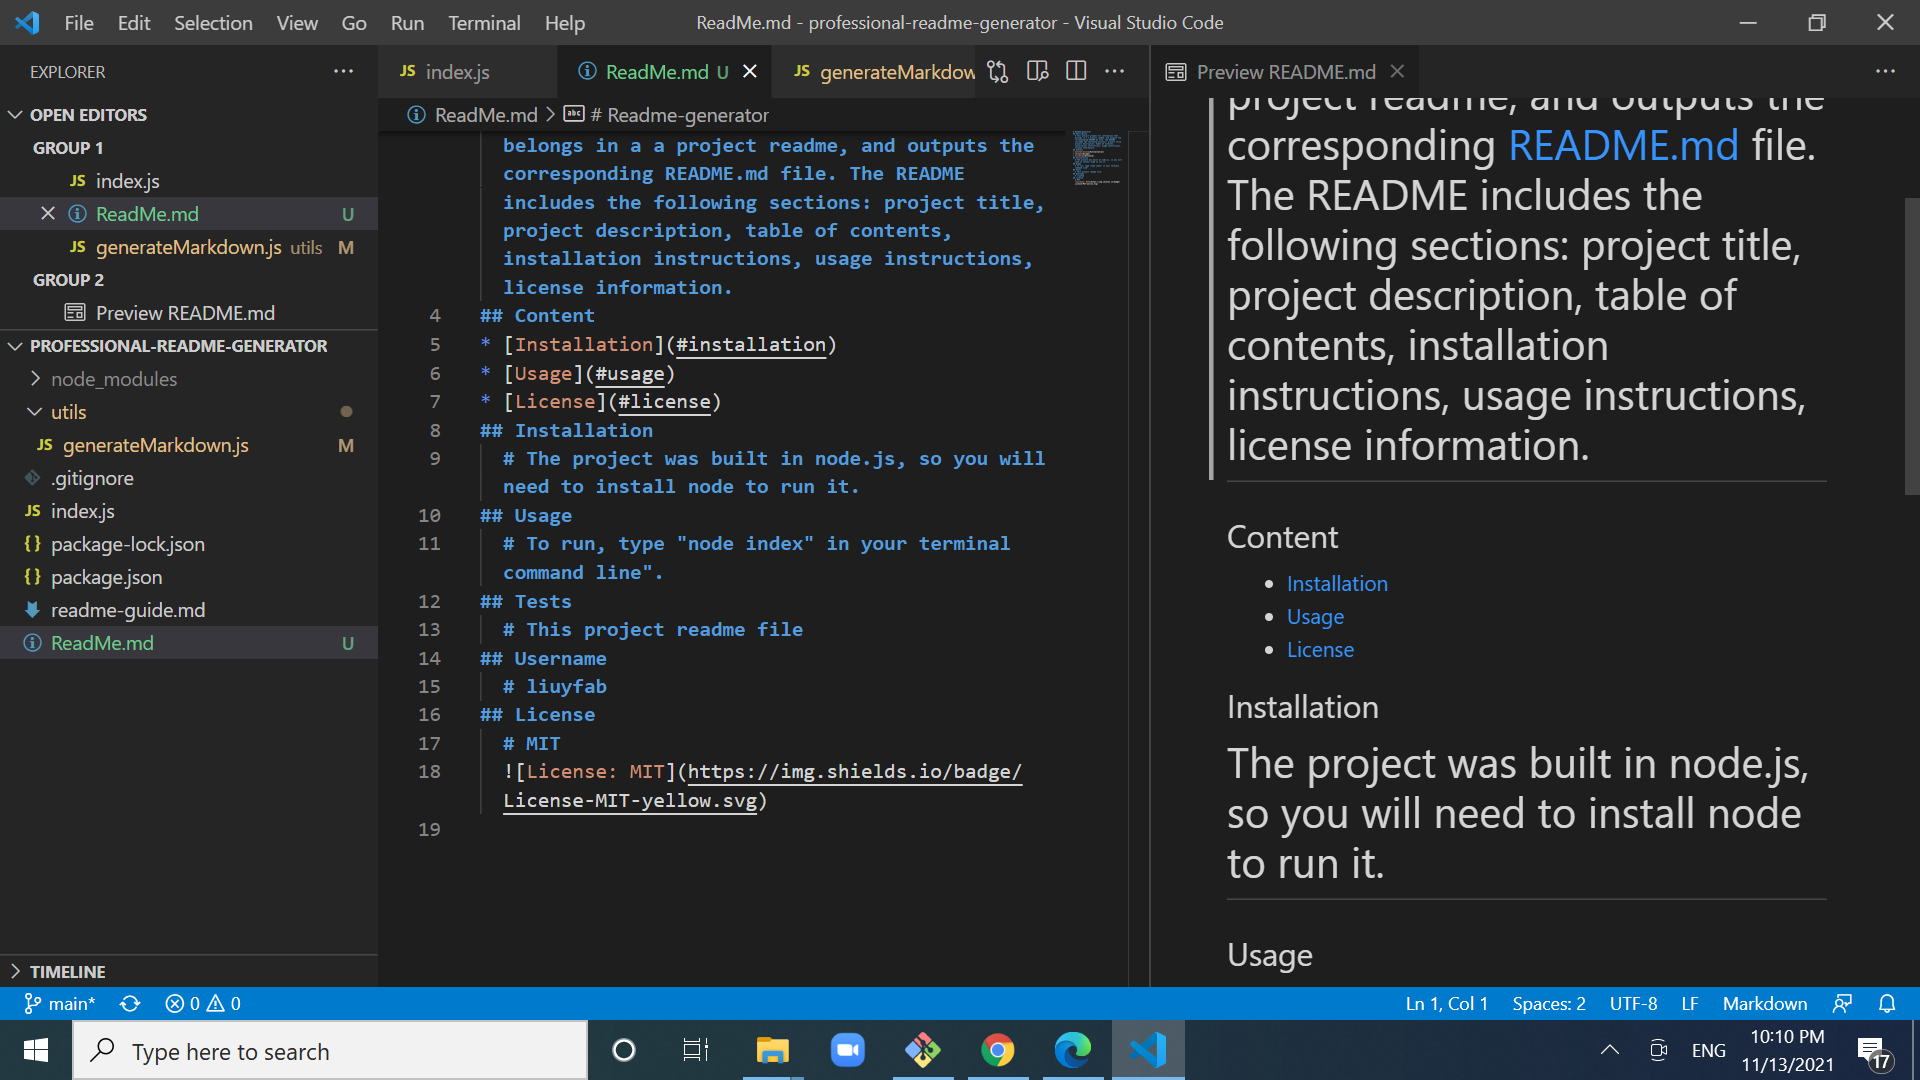 File Edit Selection View Go Run Terminal Help ReadMe.md - professional-readme-generator - Visual Studio Code
EXPLORER
OPEN EDITORS
GROUP 1
JS index.js
ReadMe.md U
JS generateMarkdown.js utils M
GROUP 2
Preview README.md
PROFESSIONAL-README-GENERATOR
node_modules
utils
JS generateMarkdown.js M
.gitignore
JS index.js
{} package-lock.json
{} package.json
readme-guide.md
ReadMe.md U
TIMELINE
JS index.js ReadMe.md U JS generateMarkdow
ReadMe.md > abc # Readme-generator
belongs in a a project readme, and outputs the
corresponding README.md file. The README
includes the following sections: project title,
project description, table of contents,
installation instructions, usage instructions,
license information.
4 ## Content
5 * [Installation](#installation)
6 * [Usage](#usage)
7 * [License](#license)
8 ## Installation
9 # The project was built in node.js, so you will
need to install node to run it.
10 ## Usage
11 # To run, type "node index" in your terminal
command line".
12 ## Tests
13 # This project readme file
14 ## Username
15 # liuyfab
16 ## License
17 # MIT
18 ![License: MIT](https://img.shields.io/badge/
License-MIT-yellow.svg)
19
Preview README.md
project readme, and outputs the
corresponding README.md file.
The README includes the
following sections: project title,
project description, table of
contents, installation
instructions, usage instructions,
license information.
Content
• Installation
• Usage
• License
Installation
The project was built in node.js,
so you will need to install node
to run it.
Usage
main* 0 0 Ln 1, Col 1 Spaces: 2 UTF-8 LF Markdown
Type here to search
ENG 10:10 PM
11/13/2021
17